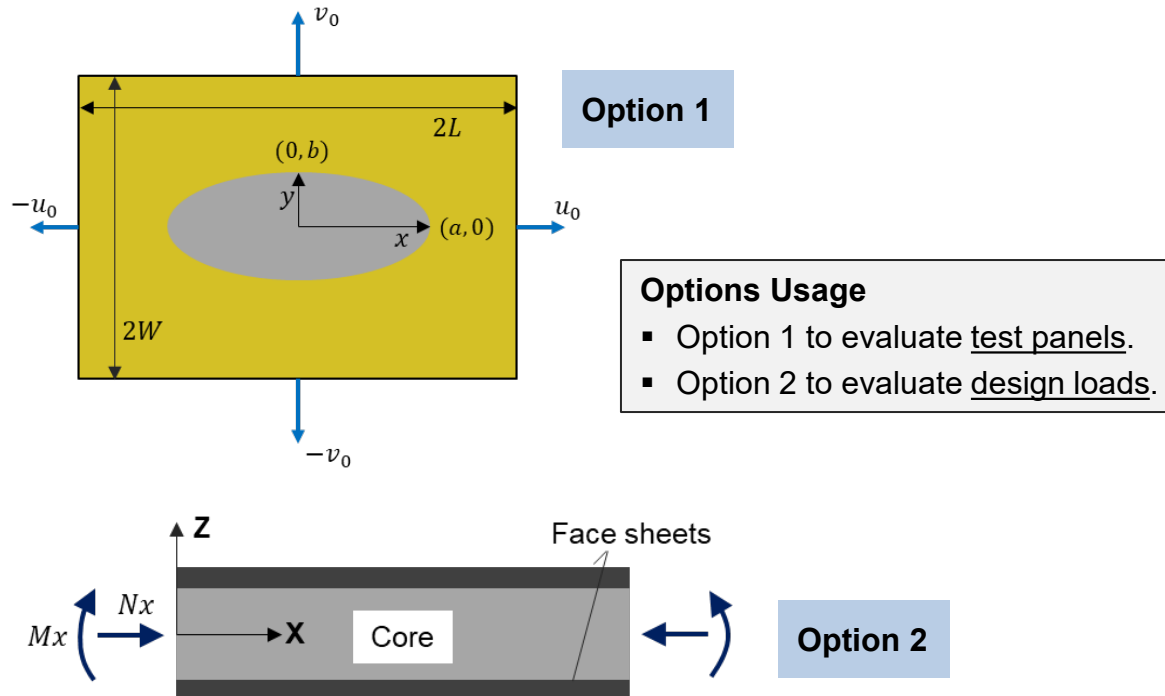 v₀
Option 1
2L
(0, b)
y
x
(a, 0)
−u₀
u₀
2W
−v₀
Options Usage
▪ Option 1 to evaluate test panels.
▪ Option 2 to evaluate design loads.
Z
Face sheets
Nx
Mx
X
Core
Option 2